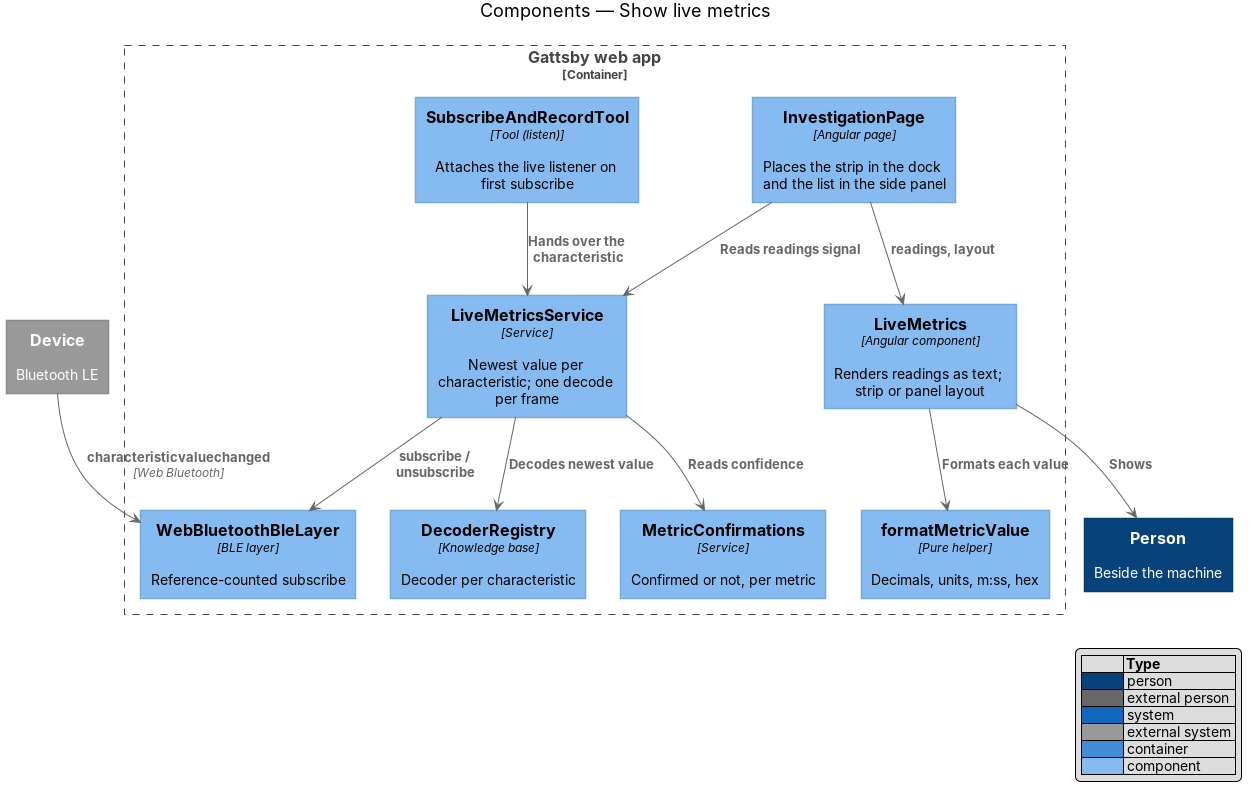 Components — Show live metrics
Gattsby web app
[Container]
SubscribeAndRecordTool
[Tool (listen)]
Attaches the live listener on
first subscribe
InvestigationPage
[Angular page]
Places the strip in the dock
and the list in the side panel
Hands over the
characteristic
Reads readings signal
readings, layout
Device
Bluetooth LE
LiveMetricsService
[Service]
Newest value per
characteristic; one decode
per frame
LiveMetrics
[Angular component]
Renders readings as text;
strip or panel layout
characteristicvaluechanged
[Web Bluetooth]
subscribe /
unsubscribe
Decodes newest value
Reads confidence
Formats each value
Shows
WebBluetoothBleLayer
[BLE layer]
Reference-counted subscribe
DecoderRegistry
[Knowledge base]
Decoder per characteristic
MetricConfirmations
[Service]
Confirmed or not, per metric
formatMetricValue
[Pure helper]
Decimals, units, m:ss, hex
Person
Beside the machine
Type
person
external person
system
external system
container
component